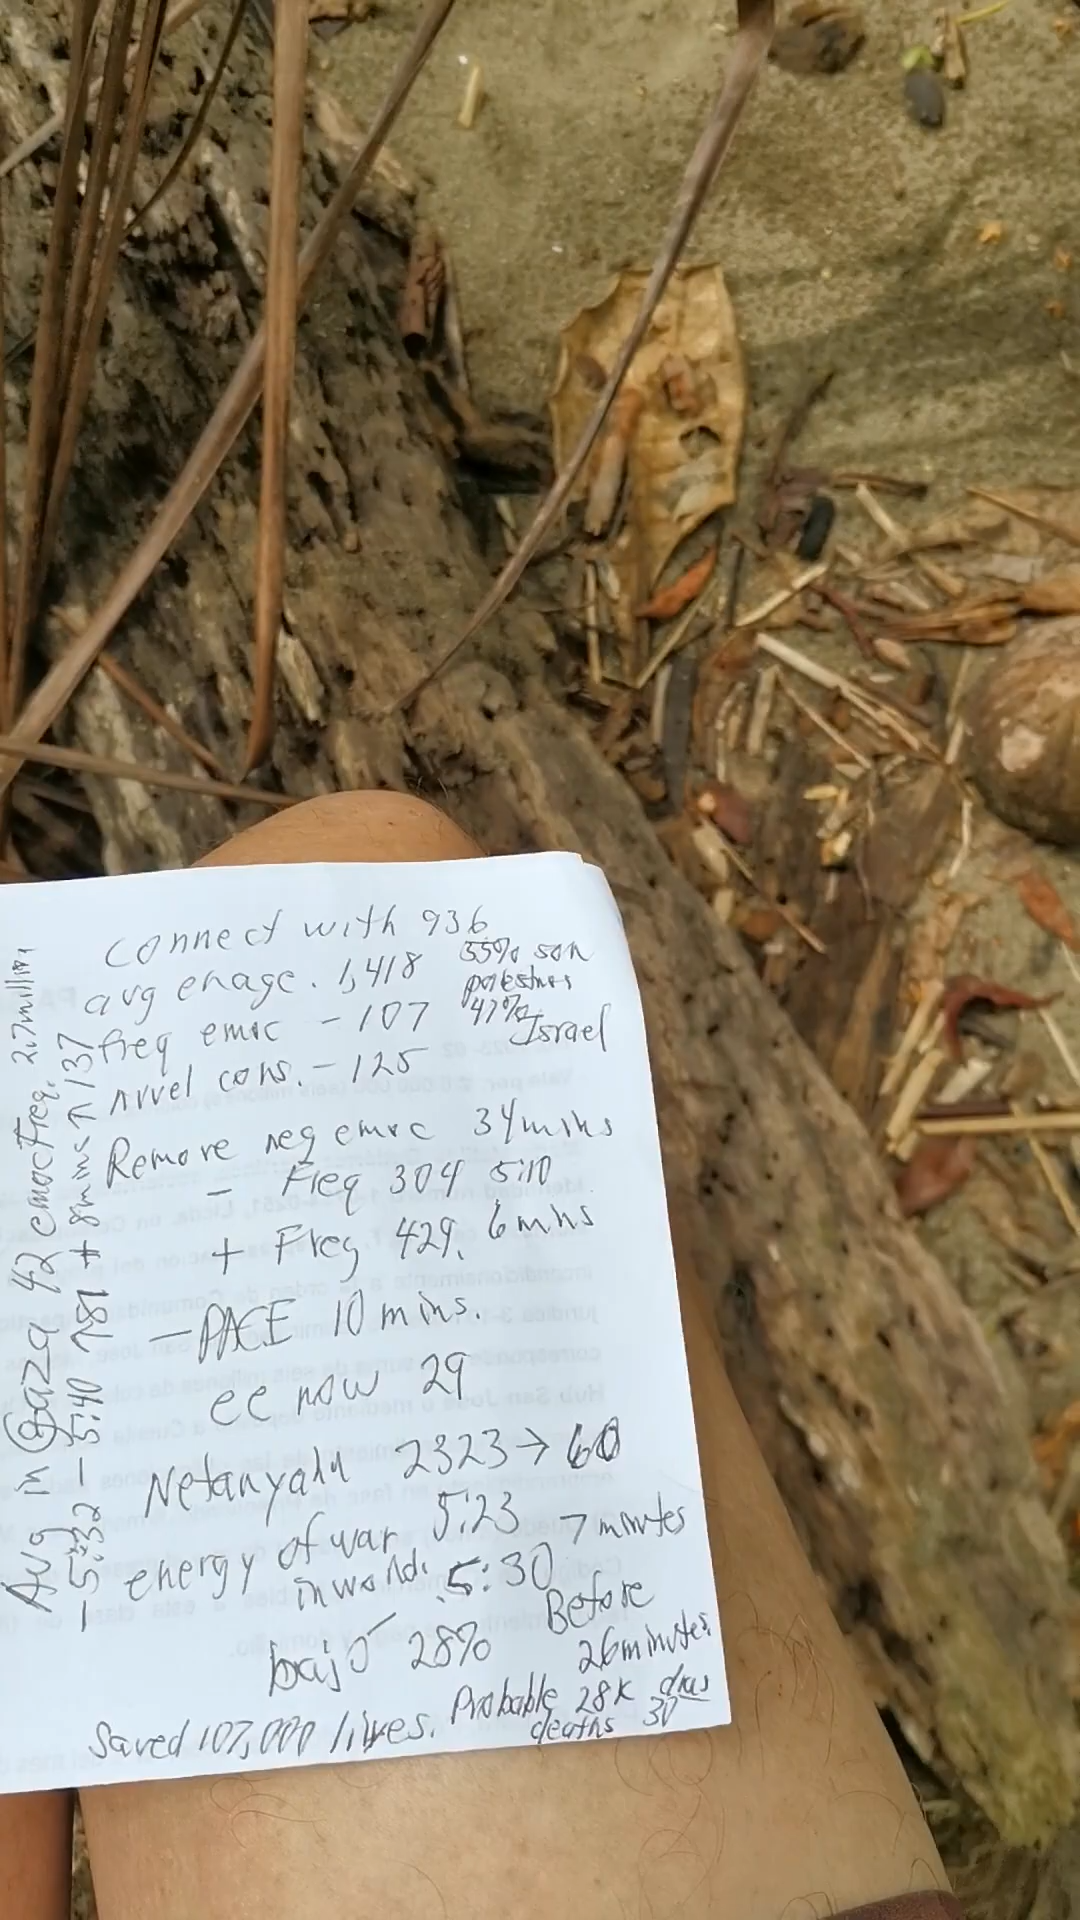 connect with 936
avg enage. 1,418 55% son
palestinos
freq emoc -107 47% Israel
nivel cons. -125
Remove neg emoc 34 mins
- Freq 304 5:10
+ Freq 429. 6 mins
- PACE 10 mins.
ec now 29
Netanyahu 2323 → 60
energy of war 5:23 7 minutes
in world. 5:30
bajó 28% Before
26 minutes
Saved 107,000 lives. Probable 28K
deaths 30 dias
Avg in Gaza 42 emoc freq. 2.7 million
- 5:32 - 5:40 781 + 8 mins 137